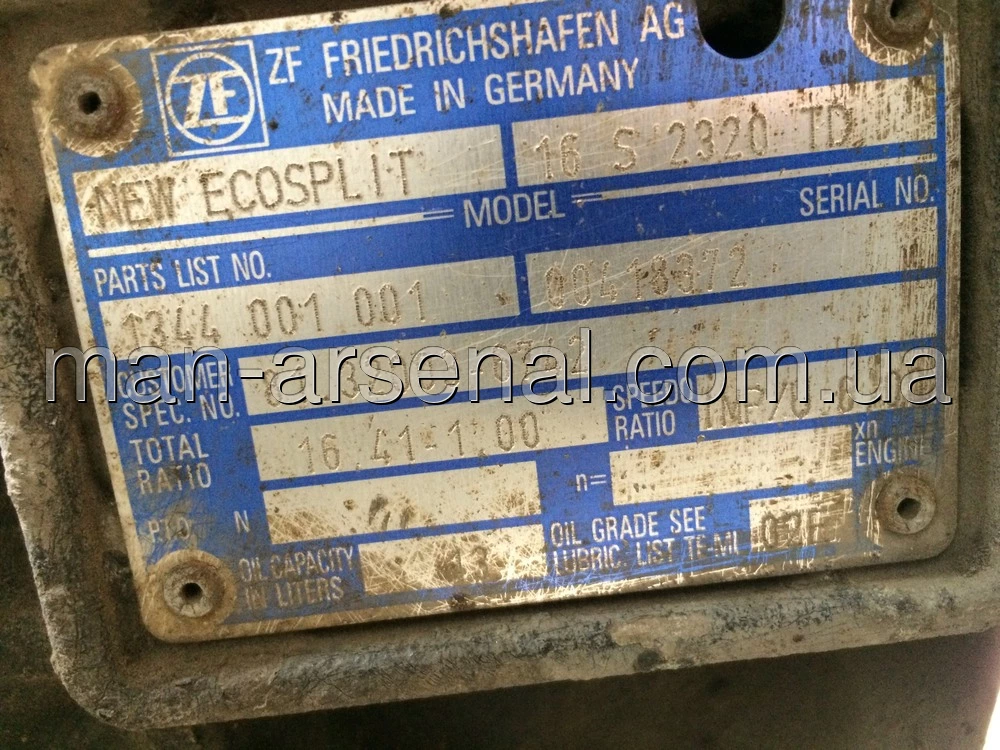 ZF
ZF FRIEDRICHSHAFEN AG
MADE IN GERMANY
NEW ECOSPLIT
16 S 2320 TD
MODEL
SERIAL NO.
PARTS LIST NO.
1344 001 001
00418372
man-arsenal.com.ua
CUSTOMER
SPEC. NO.
SPEEDO
RATIO
TOTAL
RATIO
16.41-1.00
n=
xn
ENGINE
P.T.O. N
OIL CAPACITY
IN LITERS
OIL GRADE SEE
LUBRIC. LIST TE-ML